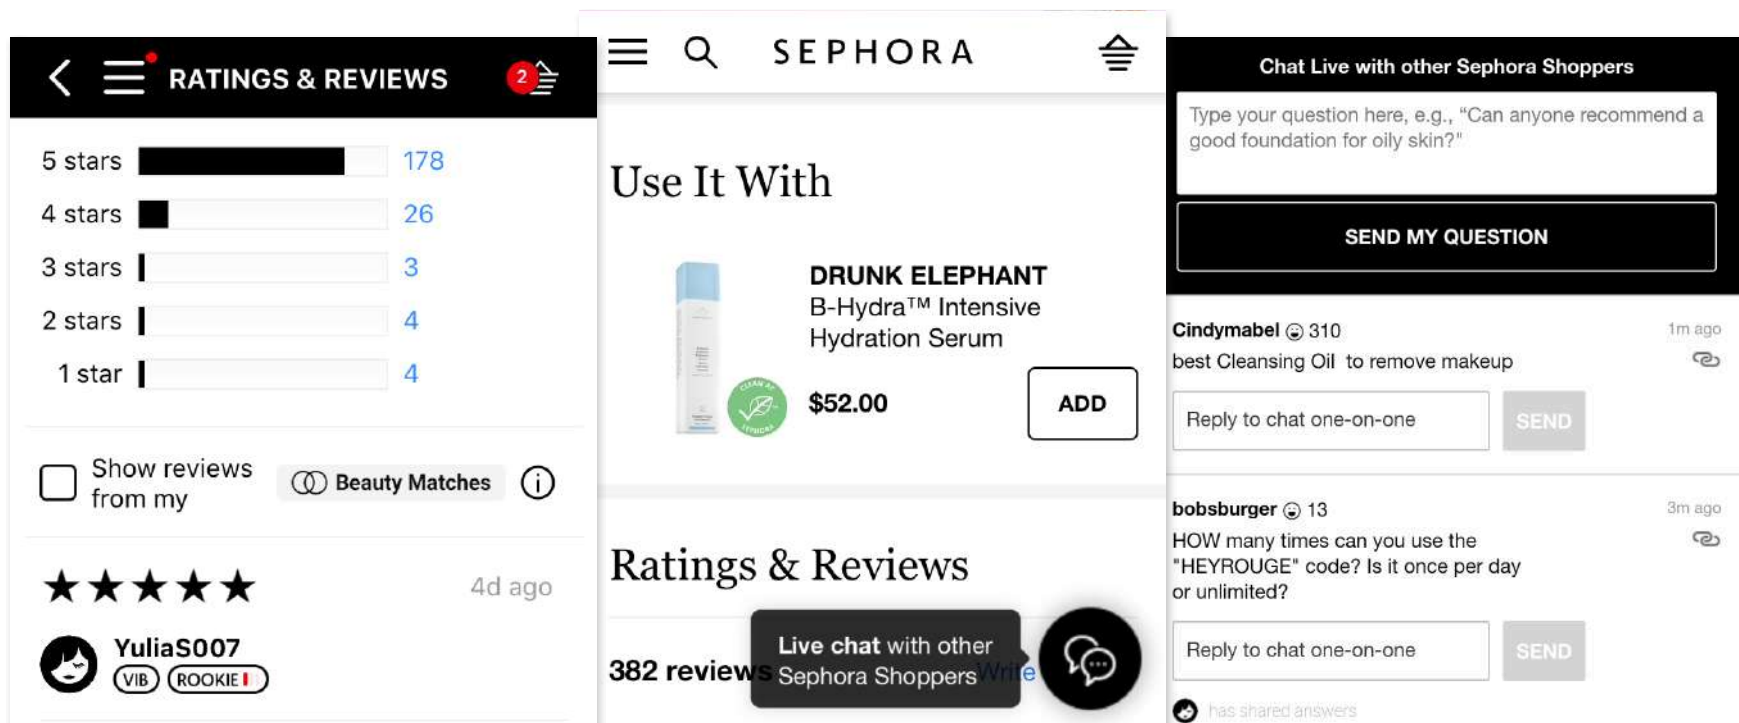 RATINGS & REVIEWS
2
5 stars 178
4 stars 26
3 stars 3
2 stars 4
1 star 4
Show reviews
from my
Beauty Matches
4d ago
YuliaS007
VIB ROOKIE
SEPHORA
Use It With
DRUNK ELEPHANT
B-Hydra™ Intensive
Hydration Serum
CLEAN AT
SEPHORA
$52.00
ADD
Ratings & Reviews
382 reviews
Write
Live chat with other
Sephora Shoppers
Chat Live with other Sephora Shoppers
Type your question here, e.g., “Can anyone recommend a
good foundation for oily skin?"
SEND MY QUESTION
Cindymabel 310
1m ago
best Cleansing Oil to remove makeup
Reply to chat one-on-one
SEND
bobsburger 13
3m ago
HOW many times can you use the
"HEYROUGE" code? Is it once per day
or unlimited?
Reply to chat one-on-one
SEND
has shared answers